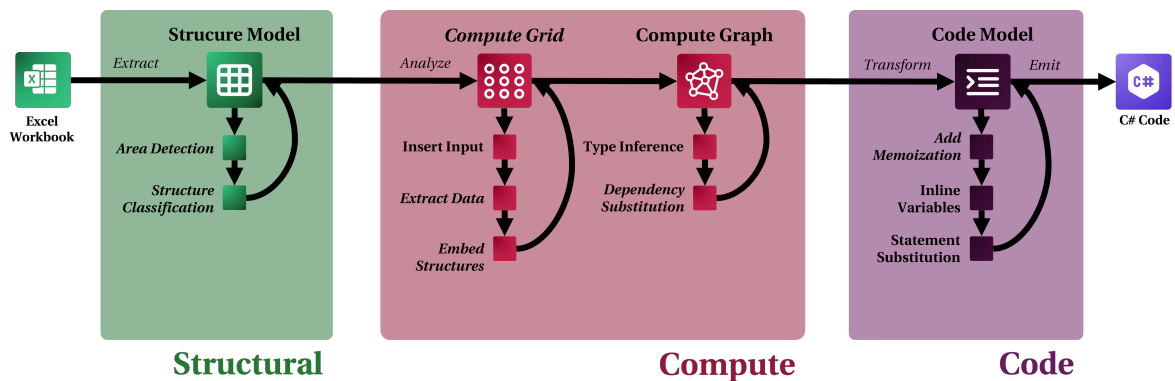 Strucure Model
Compute Grid
Compute Graph
Code Model
Extract
Analyze
Transform
Emit
X
C#
Excel
Workbook
C# Code
Area Detection
Structure
Classification
Insert Input
Extract Data
Embed
Structures
Type Inference
Dependency
Substitution
Add
Memoization
Inline
Variables
Statement
Substitution
Structural
Compute
Code